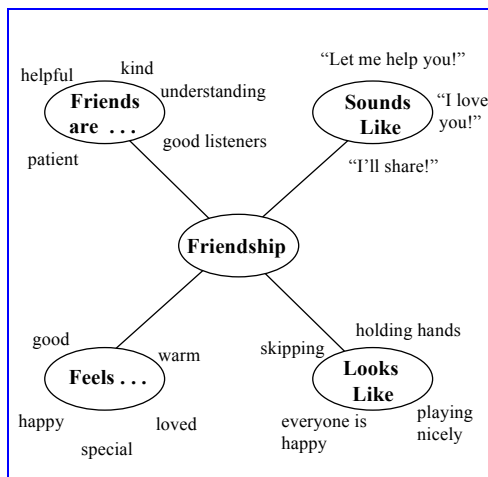 helpful
kind
understanding
Friends
are . . .
good listeners
patient
“Let me help you!”
Sounds
Like
“I love
you!”
“I’ll share!”
Friendship
good
warm
Feels . . .
happy
loved
special
holding hands
skipping
Looks
Like
everyone is
happy
playing
nicely